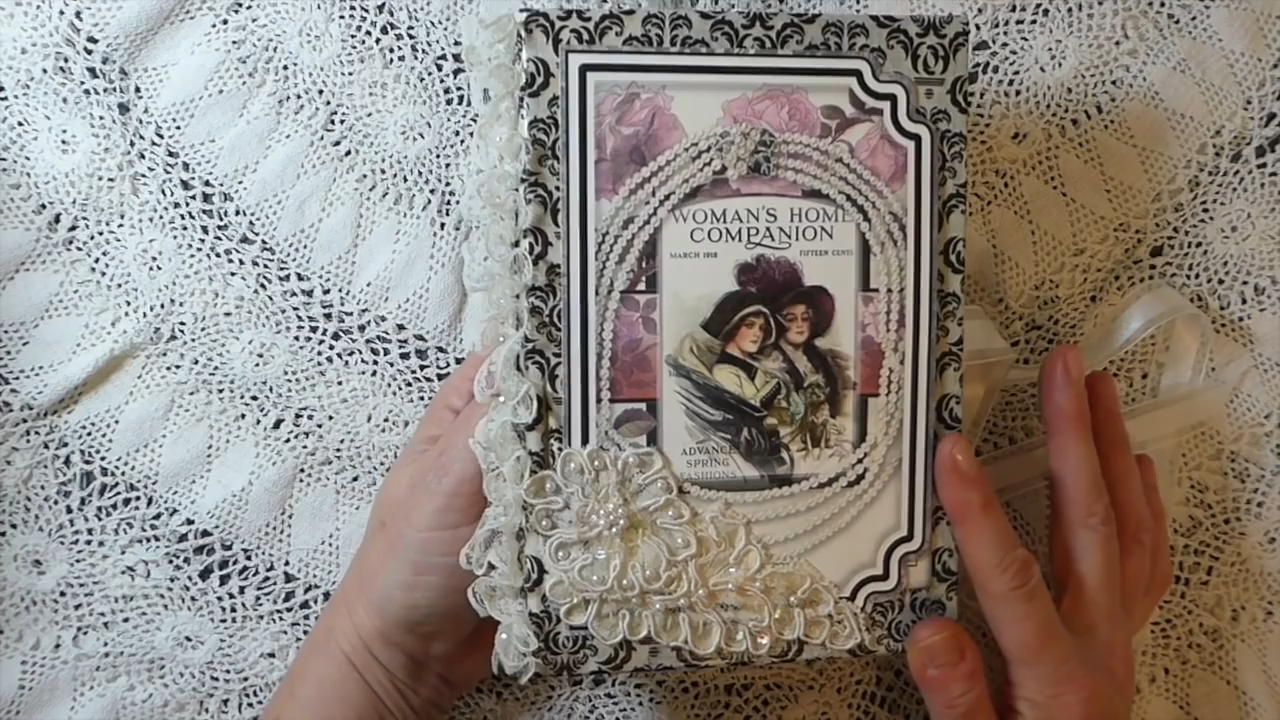 WOMAN'S HOME
COMPANION
MARCH 1918
FIFTEEN CENTS
ADVANCE
SPRING
FASHIONS